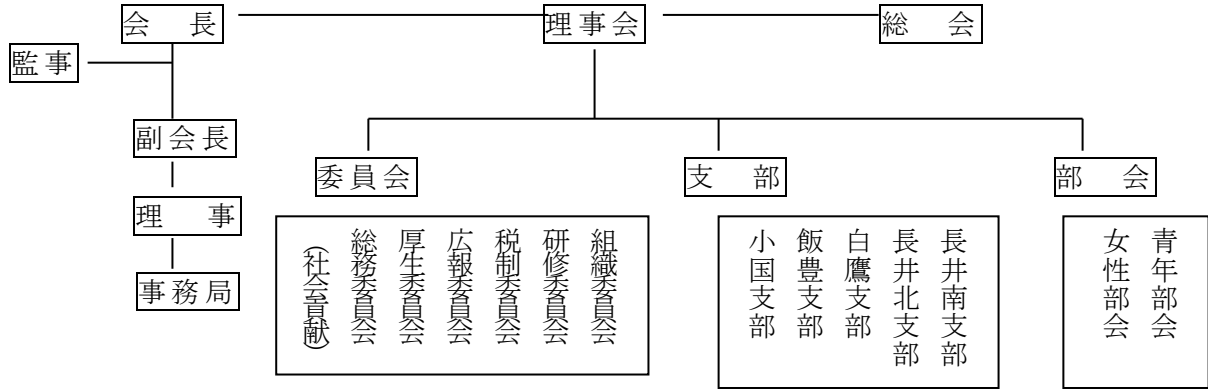 会長
理事会
総会
監事
副会長
委員会
支部
部会
理事
事務局
組織委員会
研修委員会
税制委員会
広報委員会
厚生委員会
総務委員会
(社会貢献)
長井南支部
長井北支部
白鷹支部
飯豊支部
小国支部
青年部会
女性部会